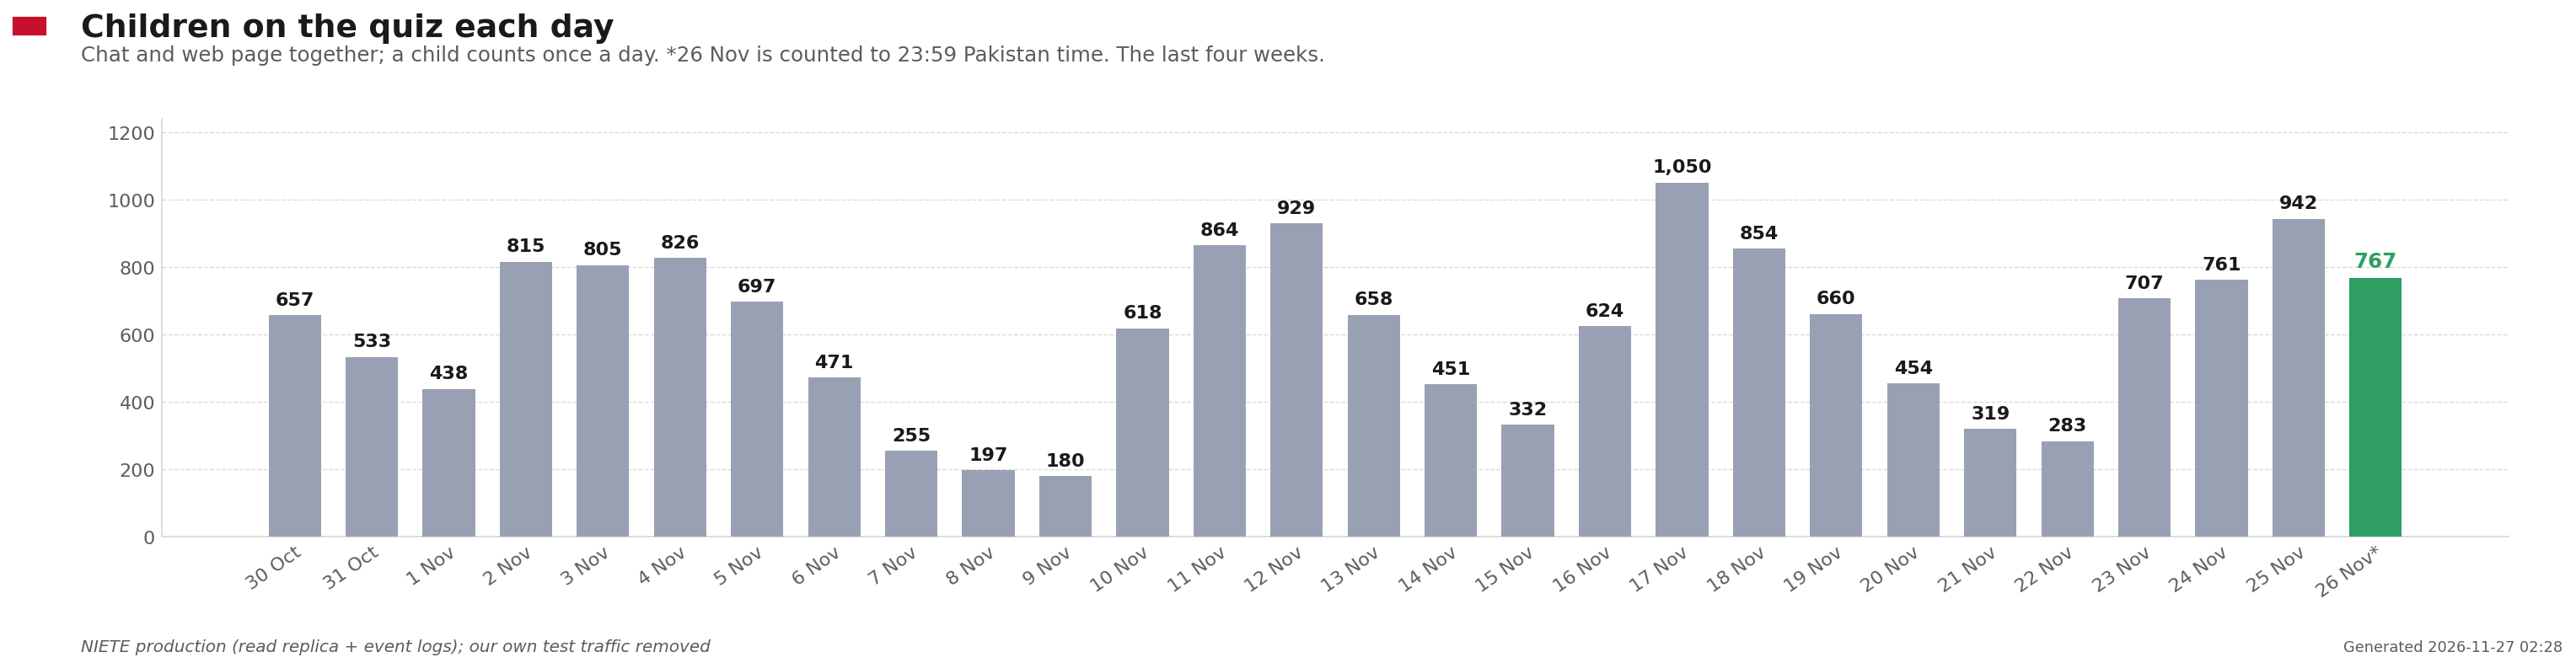 Children on the quiz each day
Chat and web page together; a child counts once a day. *26 Nov is counted to 23:59 Pakistan time. The last four weeks.
1200
1000
800
600
400
200
0
657
533
438
815
805
826
697
471
255
197
180
618
864
929
658
451
332
624
1,050
854
660
454
319
283
707
761
942
767
30 Oct
31 Oct
1 Nov
2 Nov
3 Nov
4 Nov
5 Nov
6 Nov
7 Nov
8 Nov
9 Nov
10 Nov
11 Nov
12 Nov
13 Nov
14 Nov
15 Nov
16 Nov
17 Nov
18 Nov
19 Nov
20 Nov
21 Nov
22 Nov
23 Nov
24 Nov
25 Nov
26 Nov*
NIETE production (read replica + event logs); our own test traffic removed
Generated 2026-11-27 02:28